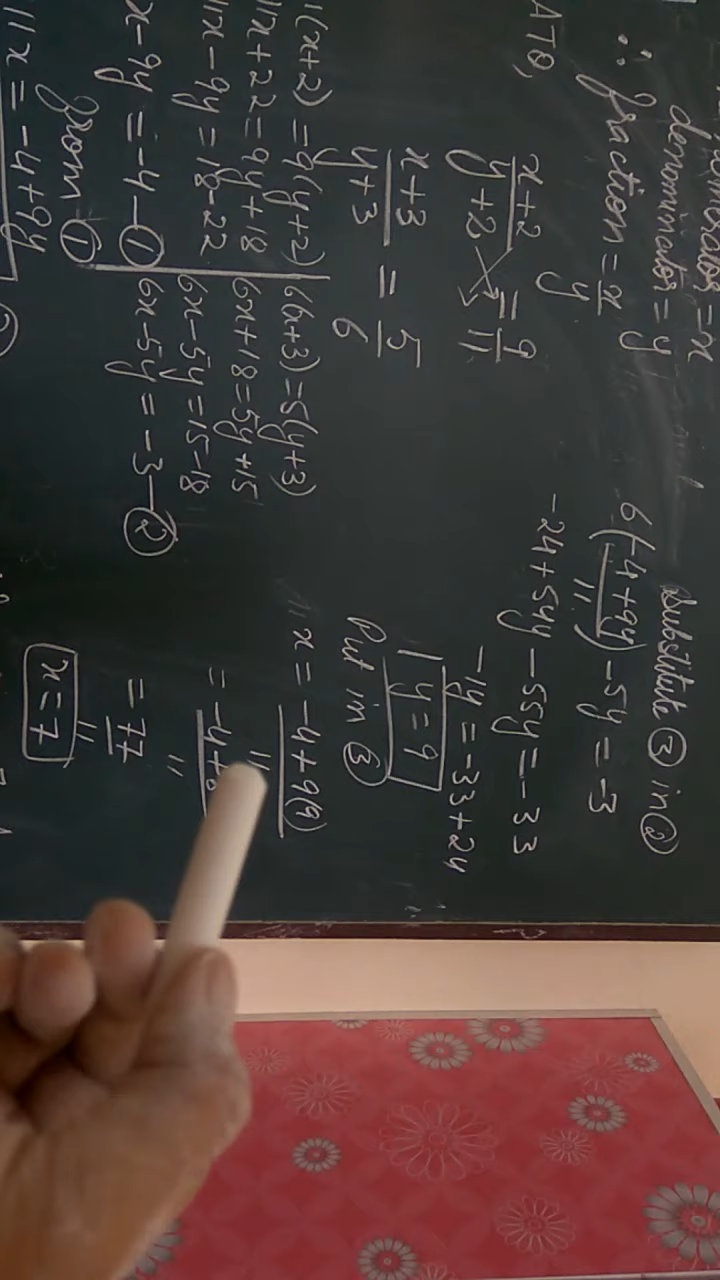 = x
denominator = y
∴ fraction = x/y
y
ATQ,
x+2/y+2 = 9/11
x+3/y+3 = 5/6
(x+2) = 9(y+2)
11x+22 = 9y+18
11x-9y = 18-22
x-9y = -4 - ①
from ①
11x = -4+9y
6(x+3) = 5(y+3)
6x+18 = 5y+15
6x-5y = 15-18
6x-5y = -3 - ②
Substitute ③ in ②
6(-4+9y/11) -5y = -3
-24+54y-55y = -33
-1y = -33+24
y = 9
Put in ③
x = -4+9(9)/11
= -4+8
11
= 77/11
x = 7